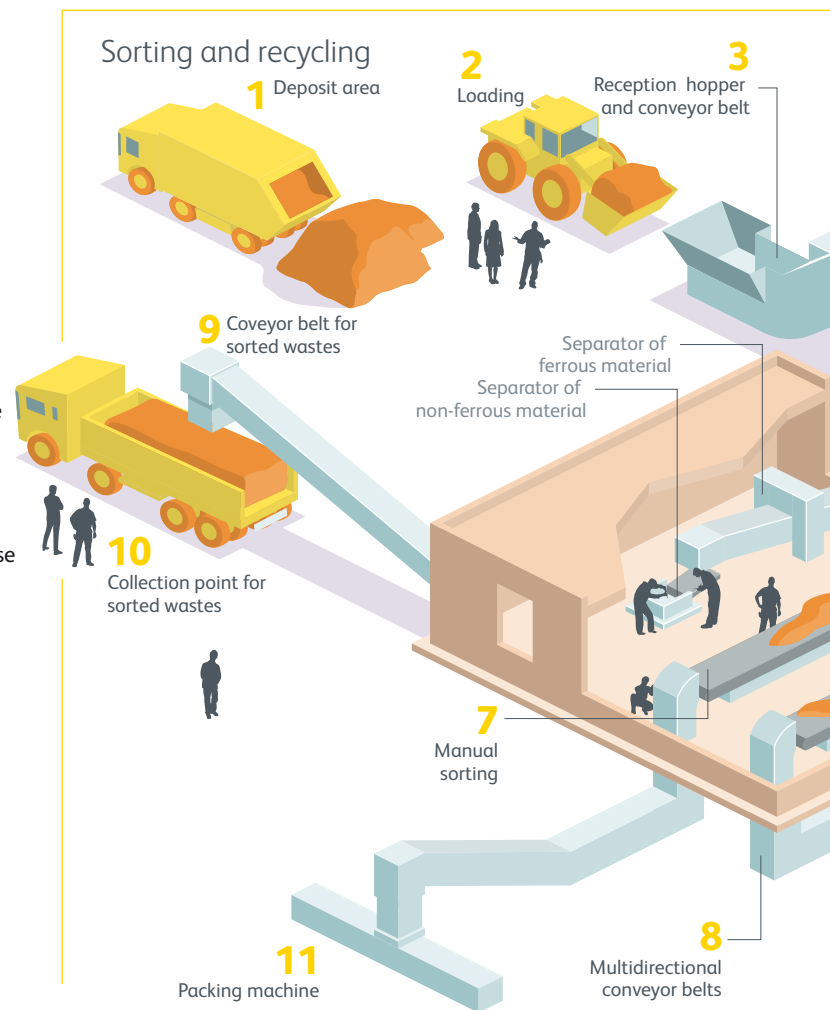 Sorting and recycling
1 Deposit area
2
Loading
3
Reception hopper
and conveyor belt
9 Coveyor belt for
sorted wastes
Separator of
ferrous material
Separator of
non-ferrous material
10
Collection point for
sorted wastes
7
Manual
sorting
8
Multidirectional
conveyor belts
11
Packing machine